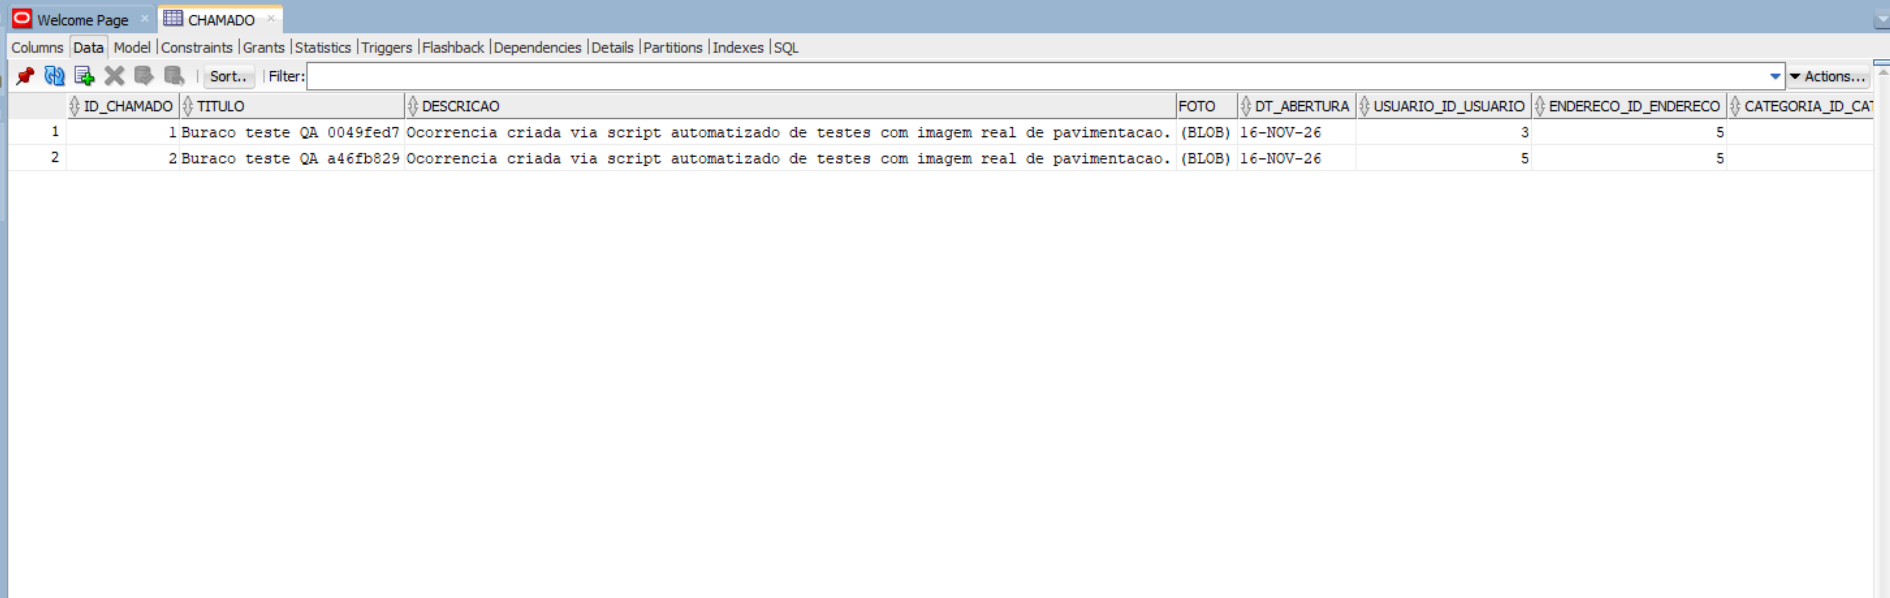 Welcome Page × CHAMADO ×
Columns Data Model Constraints Grants Statistics Triggers Flashback Dependencies Details Partitions Indexes SQL
Sort.. Filter: Actions...
ID_CHAMADO TITULO DESCRICAO FOTO DT_ABERTURA USUARIO_ID_USUARIO ENDERECO_ID_ENDERECO CATEGORIA_ID_CAT
1 1 Buraco teste QA 0049fed7 Ocorrencia criada via script automatizado de testes com imagem real de pavimentacao. (BLOB) 16-NOV-26 3 5
2 2 Buraco teste QA a46fb829 Ocorrencia criada via script automatizado de testes com imagem real de pavimentacao. (BLOB) 16-NOV-26 5 5